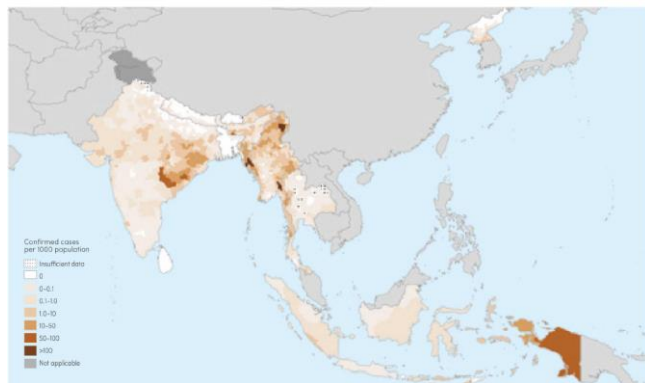 Confirmed cases
per 1000 population
Insufficient data
0
0–0.1
0.1–1.0
1.0–10
10–50
50–100
>100
Not applicable